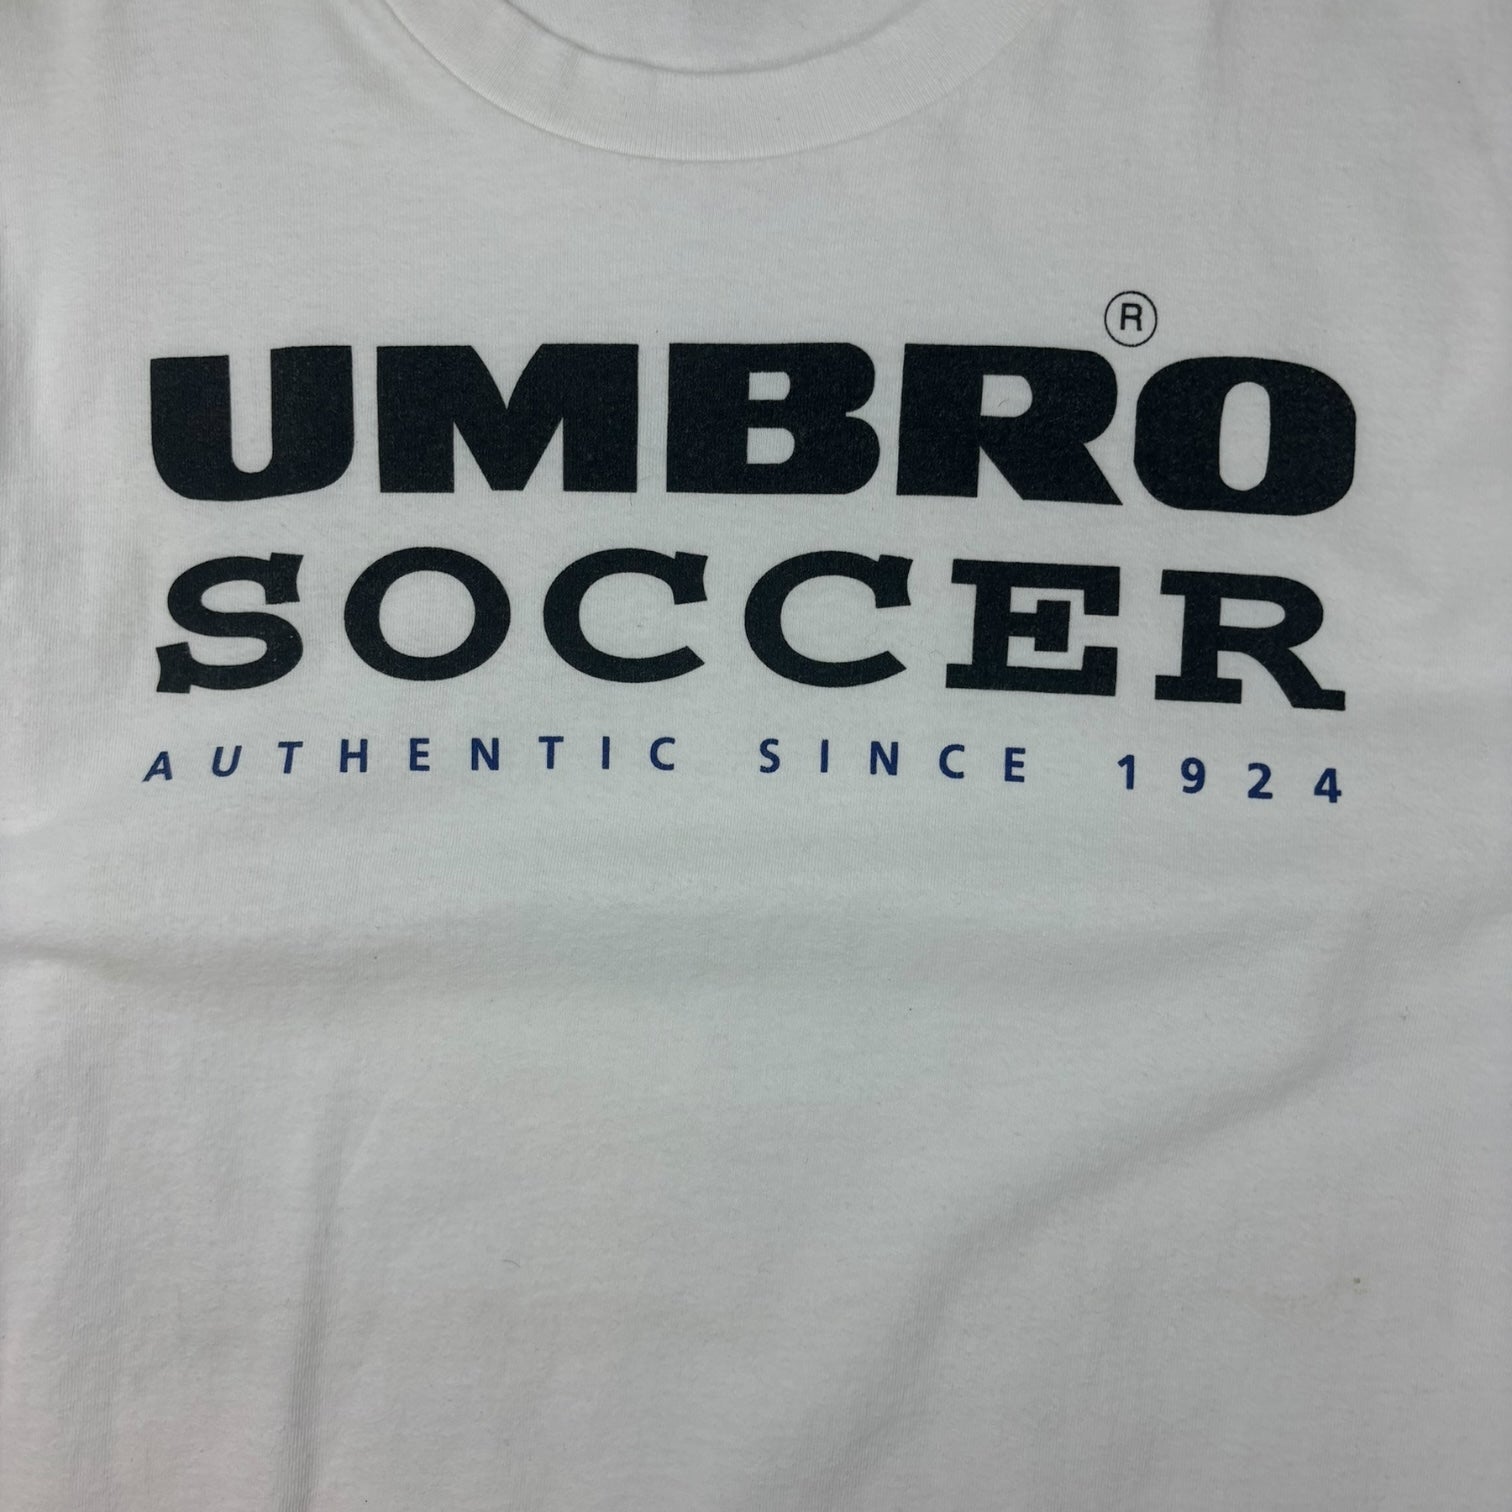 UMBRO®
SOCCER
AUTHENTIC SINCE 1924